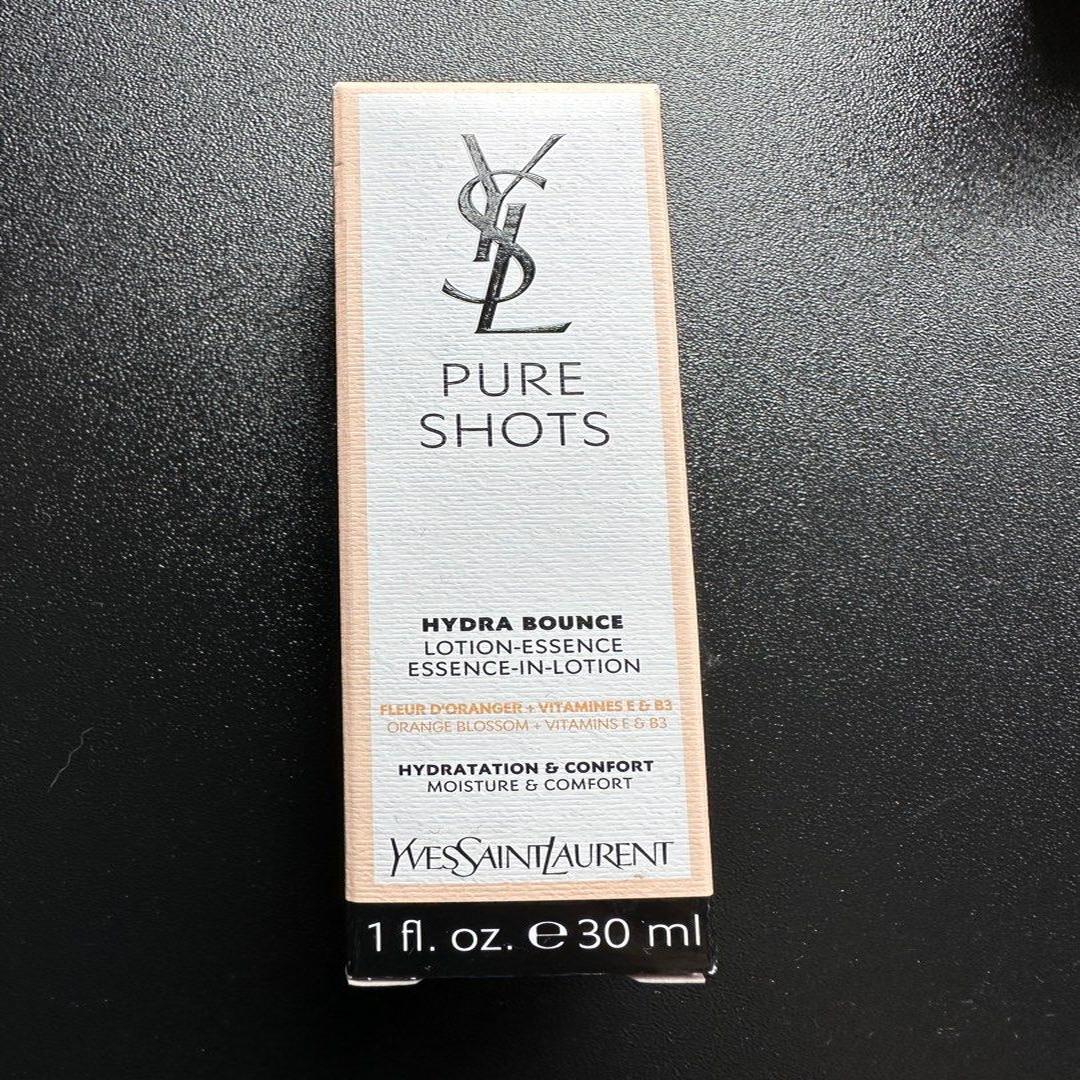 YSL
PURE
SHOTS
HYDRA BOUNCE
LOTION-ESSENCE
ESSENCE-IN-LOTION
FLEUR D'ORANGER + VITAMINES E & B3
ORANGE BLOSSOM + VITAMINS E & B3
HYDRATATION & CONFORT
MOISTURE & COMFORT
YVESSAINTLAURENT
1 fl. oz. ℮ 30 ml